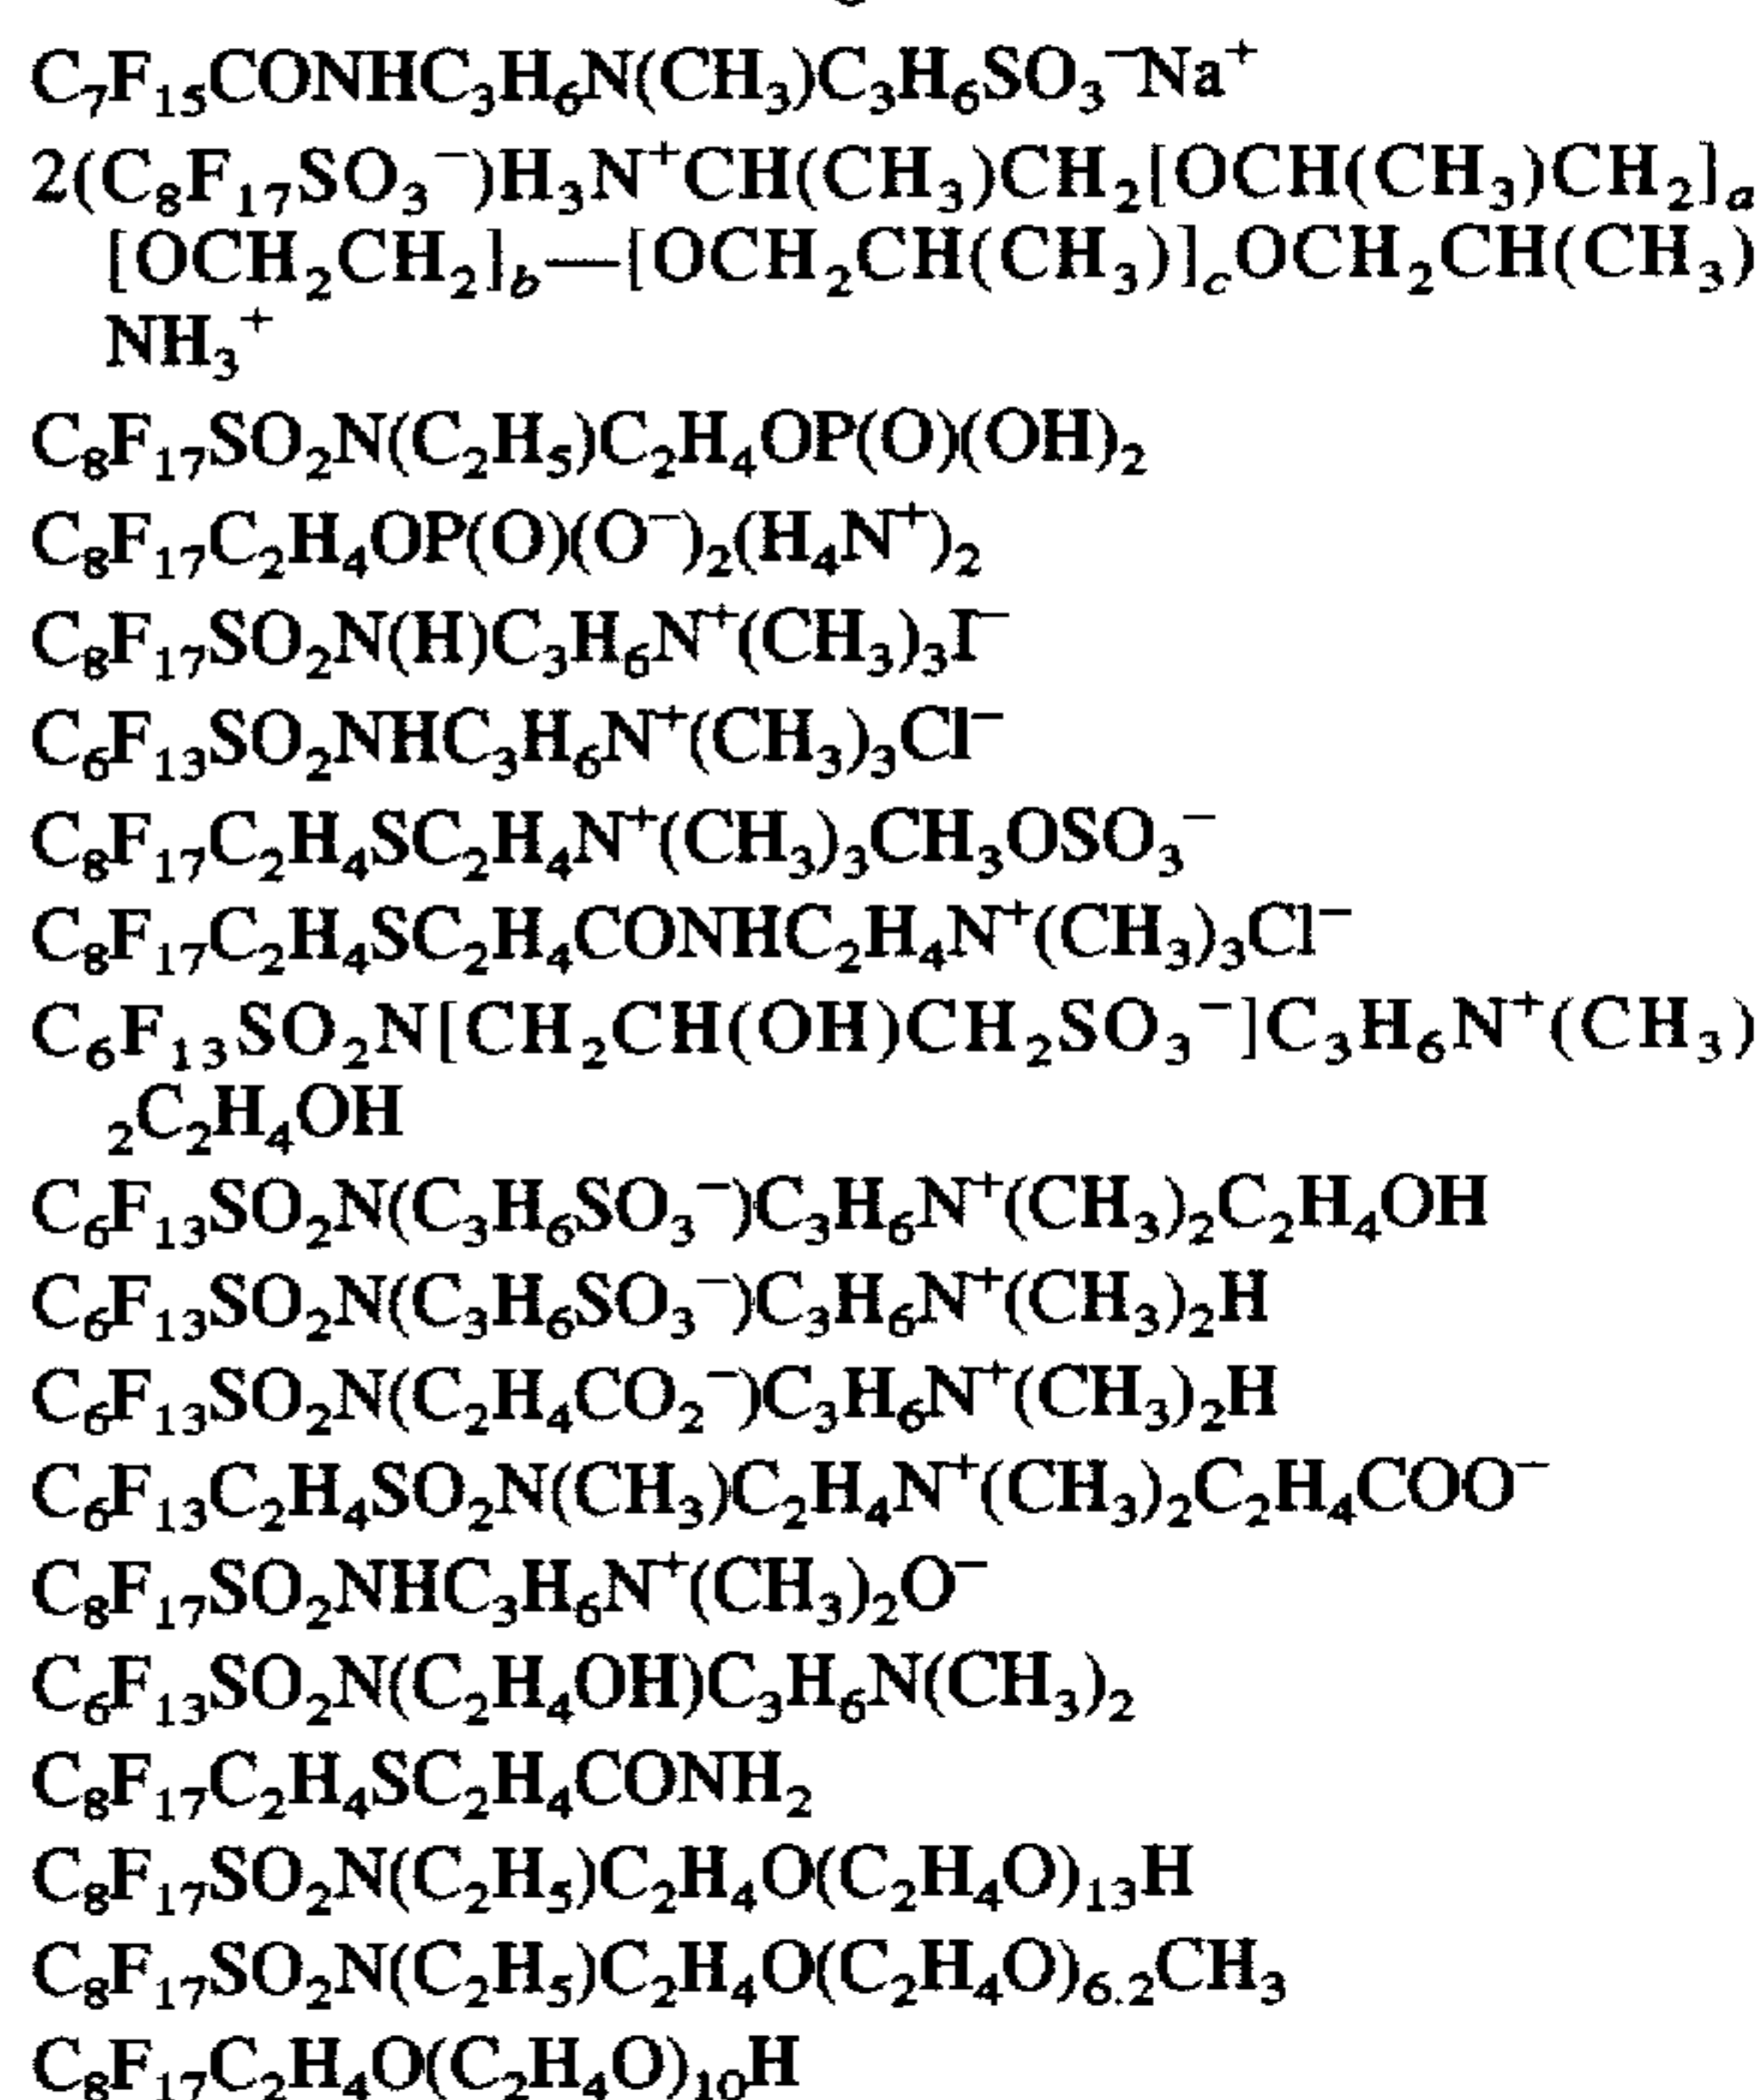 C₇F₁₅CONHC₃H₆N(CH₃)C₃H₆SO₃⁻Na⁺
2(C₈F₁₇SO₃⁻)H₃N⁺CH(CH₃)CH₂[OCH(CH₃)CH₂]ₐ
[OCH₂CH₂]_b—[OCH₂CH(CH₃)]_cOCH₂CH(CH₃)
NH₃⁺
C₈F₁₇SO₂N(C₂H₅)C₂H₄OP(O)(OH)₂
C₈F₁₇C₂H₄OP(O)(O⁻)₂(H₄N⁺)₂
C₈F₁₇SO₂N(H)C₃H₆N⁺(CH₃)₃I⁻
C₆F₁₃SO₂NHC₃H₆N⁺(CH₃)₃Cl⁻
C₈F₁₇C₂H₄SC₂H₄N⁺(CH₃)₃CH₃OSO₃⁻
C₈F₁₇C₂H₄SC₂H₄CONHC₂H₄N⁺(CH₃)₃Cl⁻
C₆F₁₃SO₂N[CH₂CH(OH)CH₂SO₃⁻]C₃H₆N⁺(CH₃)
₂C₂H₄OH
C₆F₁₃SO₂N(C₃H₆SO₃⁻)C₃H₆N⁺(CH₃)₂C₂H₄OH
C₆F₁₃SO₂N(C₃H₆SO₃⁻)C₃H₆N⁺(CH₃)₂H
C₆F₁₃SO₂N(C₂H₄CO₂⁻)C₃H₆N⁺(CH₃)₂H
C₆F₁₃C₂H₄SO₂N(CH₃)C₂H₄N⁺(CH₃)₂C₂H₄COO⁻
C₈F₁₇SO₂NHC₃H₆N⁺(CH₃)₂O⁻
C₆F₁₃SO₂N(C₂H₄OH)C₃H₆N(CH₃)₂
C₈F₁₇C₂H₄SC₂H₄CONH₂
C₈F₁₇SO₂N(C₂H₅)C₂H₄O(C₂H₄O)₁₃H
C₈F₁₇SO₂N(C₂H₅)C₂H₄O(C₂H₄O)₆.₂CH₃
C₈F₁₇C₂H₄O(C₂H₄O)₁₀H